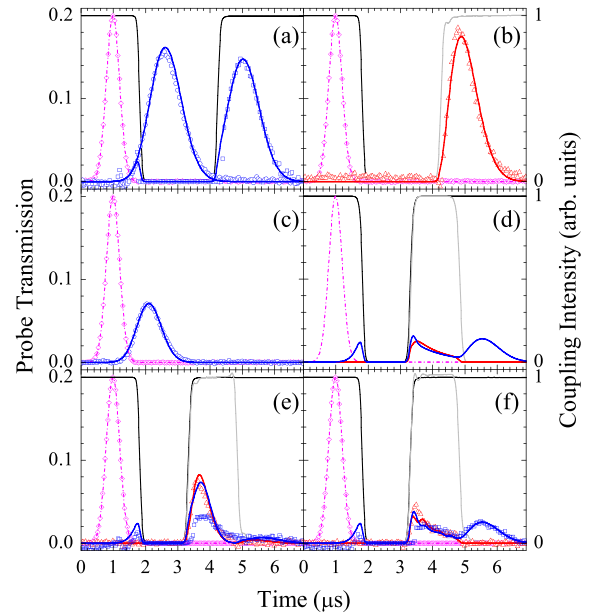 0.2
(a)
(b)
1
0.1
0.0
0
0.2
(c)
(d)
1
0.1
0.0
0
0.2
(e)
(f)
1
0.1
0.0
0
0 1 2 3 4 5 6
0 1 2 3 4 5 6
Probe Transmission
Coupling Intensity (arb. units)
Time (μs)